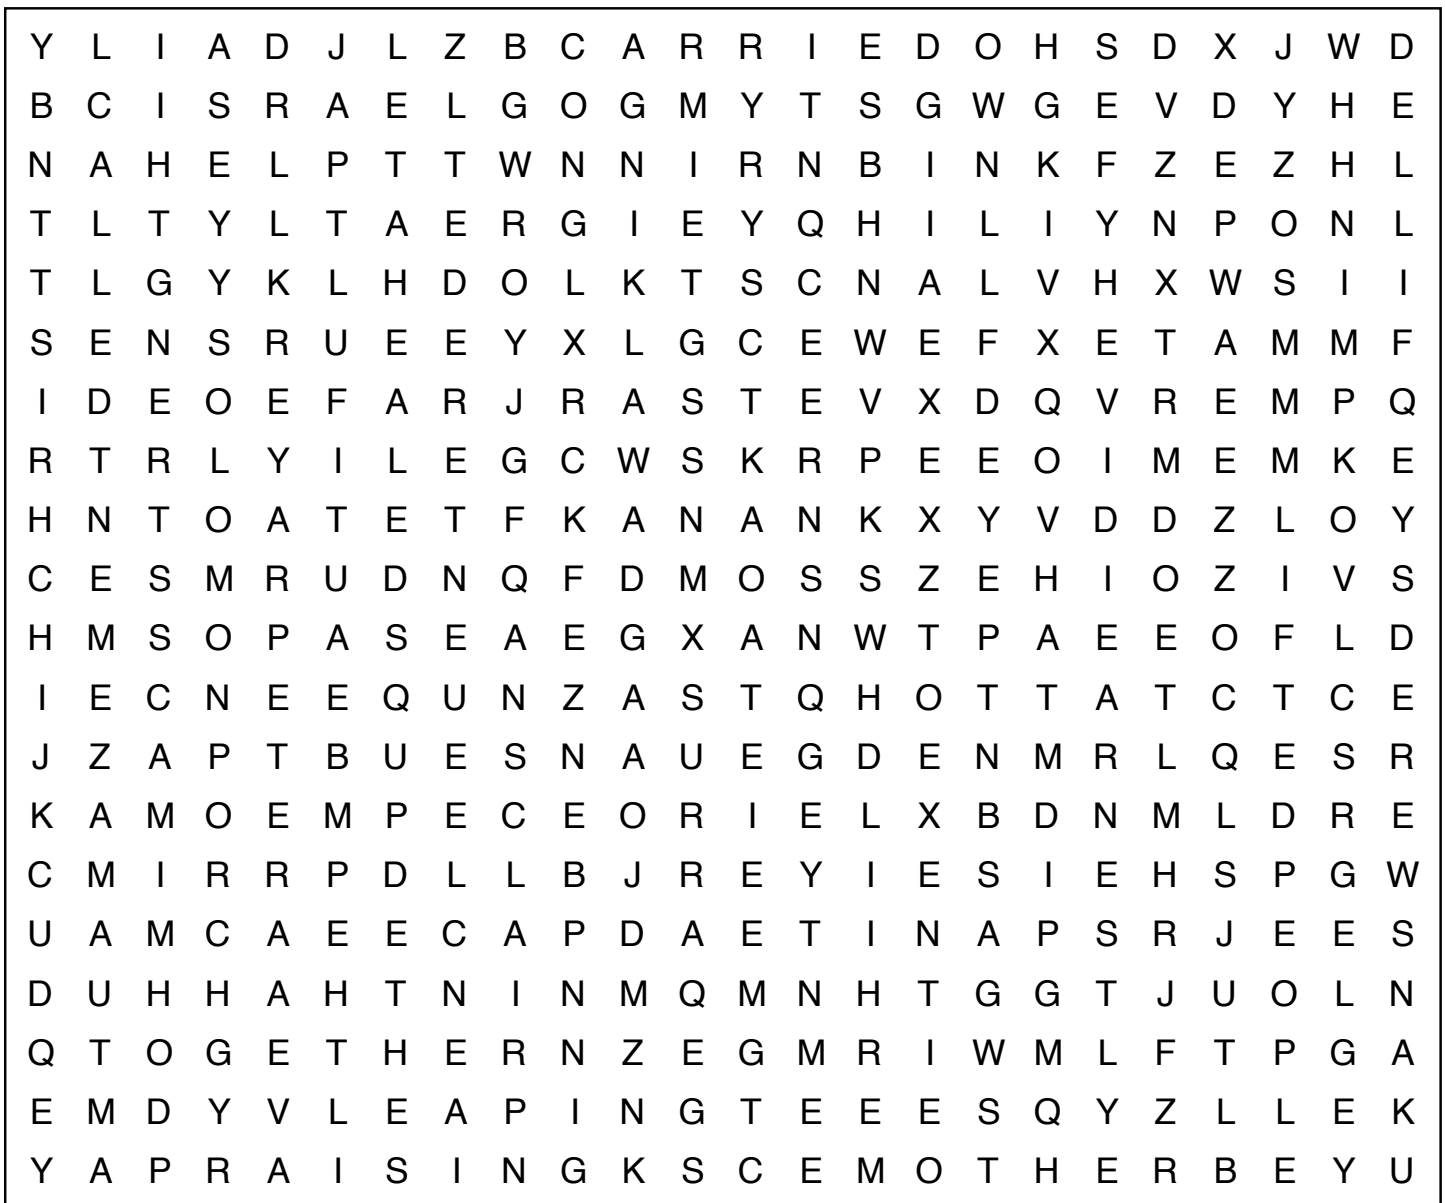 Y L I A D J L Z B C A R R I E D O H S D X J W D
B C I S R A E L G O G M Y T S G W G E V D Y H E
N A H E L P T T W N N I R N B I N K F Z E Z H L
T L T Y L T A E R G I E Y Q H I L I Y N P O N L
T L G Y K L H D O L K T S C N A L V H X W S I I
S E N S R U E E Y X L G C E W E F X E T A M M F
I D E O E F A R J R A S T E V X D Q V R E M P Q
R T R L Y I L E G C W S K R P E E O I M E M K E
H N T O A T E T F K A N A N K X Y V D D Z L O Y
C E S M R U D N Q F D M O S S Z E H I O Z I V S
H M S O P A S E A E G X A N W T P A E E O F L D
I E C N E E Q U N Z A S T Q H O T T A T C T C E
J Z A P T B U E S N A U E G D E N M R L Q E S R
K A M O E M P E C E O R I E L X B D N M L D R E
C M I R R P D L L B J R E Y I E S I E H S P G W
U A M C A E E C A P D A E T I N A P S R J E E S
D U H H A H T N I N M Q M N H T G G T J U O L N
Q T O G E T H E R N Z E G M R I W M L F T P G A
E M D Y V L E A P I N G T E E E S Q Y Z L L E K
Y A P R A I S I N G K S C E M O T H E R B E Y U